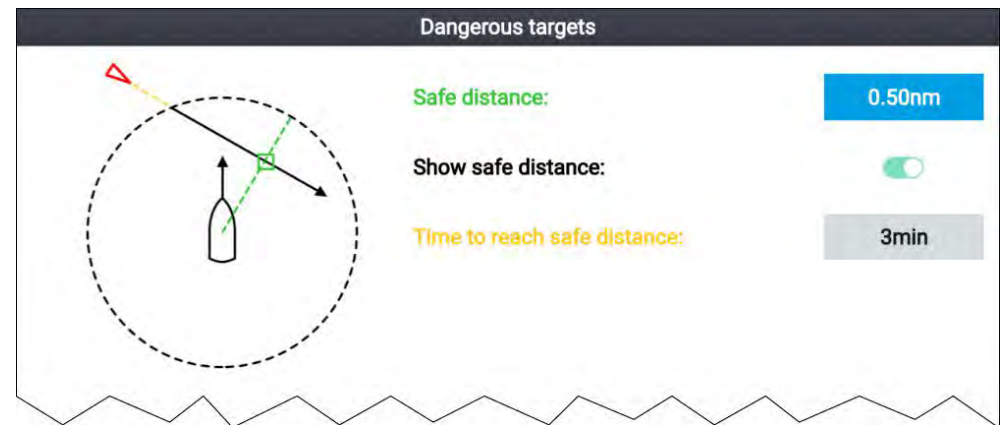 Dangerous targets
Safe distance: 0.50nm
Show safe distance:
Time to reach safe distance: 3min